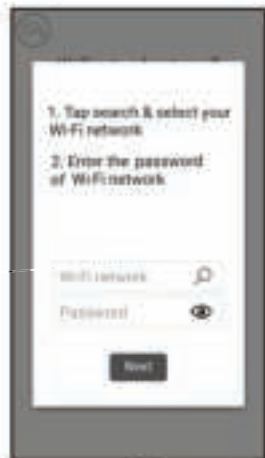 1. Tap search & select your
Wi-Fi network
2. Enter the password
of Wi-Fi network
Wi-Fi network
Password
Next